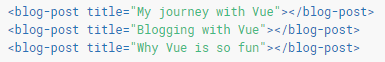 <blog-post title="My journey with Vue"></blog-post>
<blog-post title="Blogging with Vue"></blog-post>
<blog-post title="Why Vue is so fun"></blog-post>